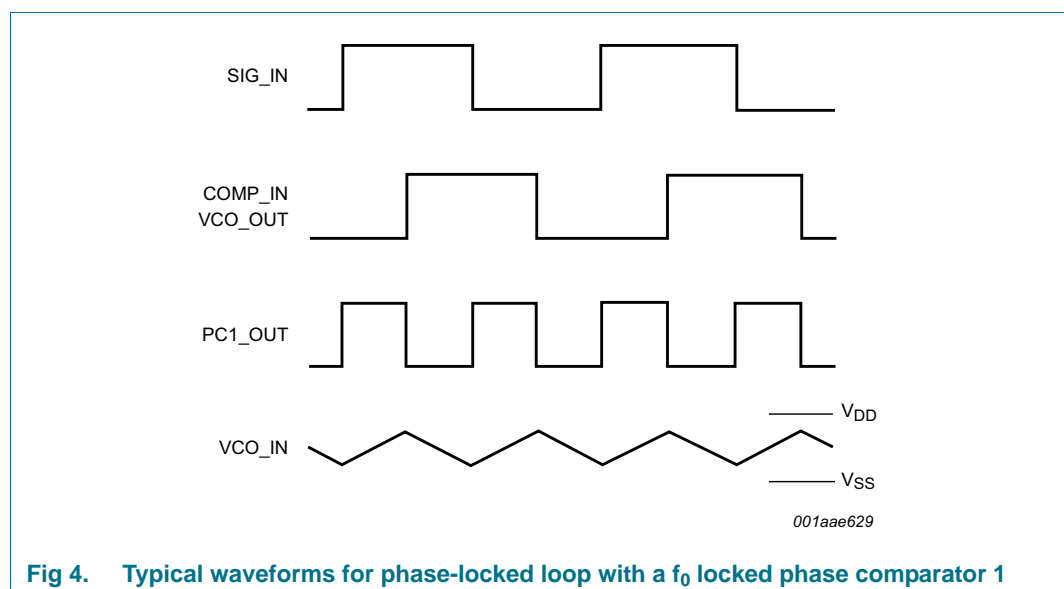 SIG_IN
COMP_IN
VCO_OUT
PC1_OUT
VDD
VCO_IN
VSS
001aae629
Fig 4. Typical waveforms for phase-locked loop with a f0 locked phase comparator 1